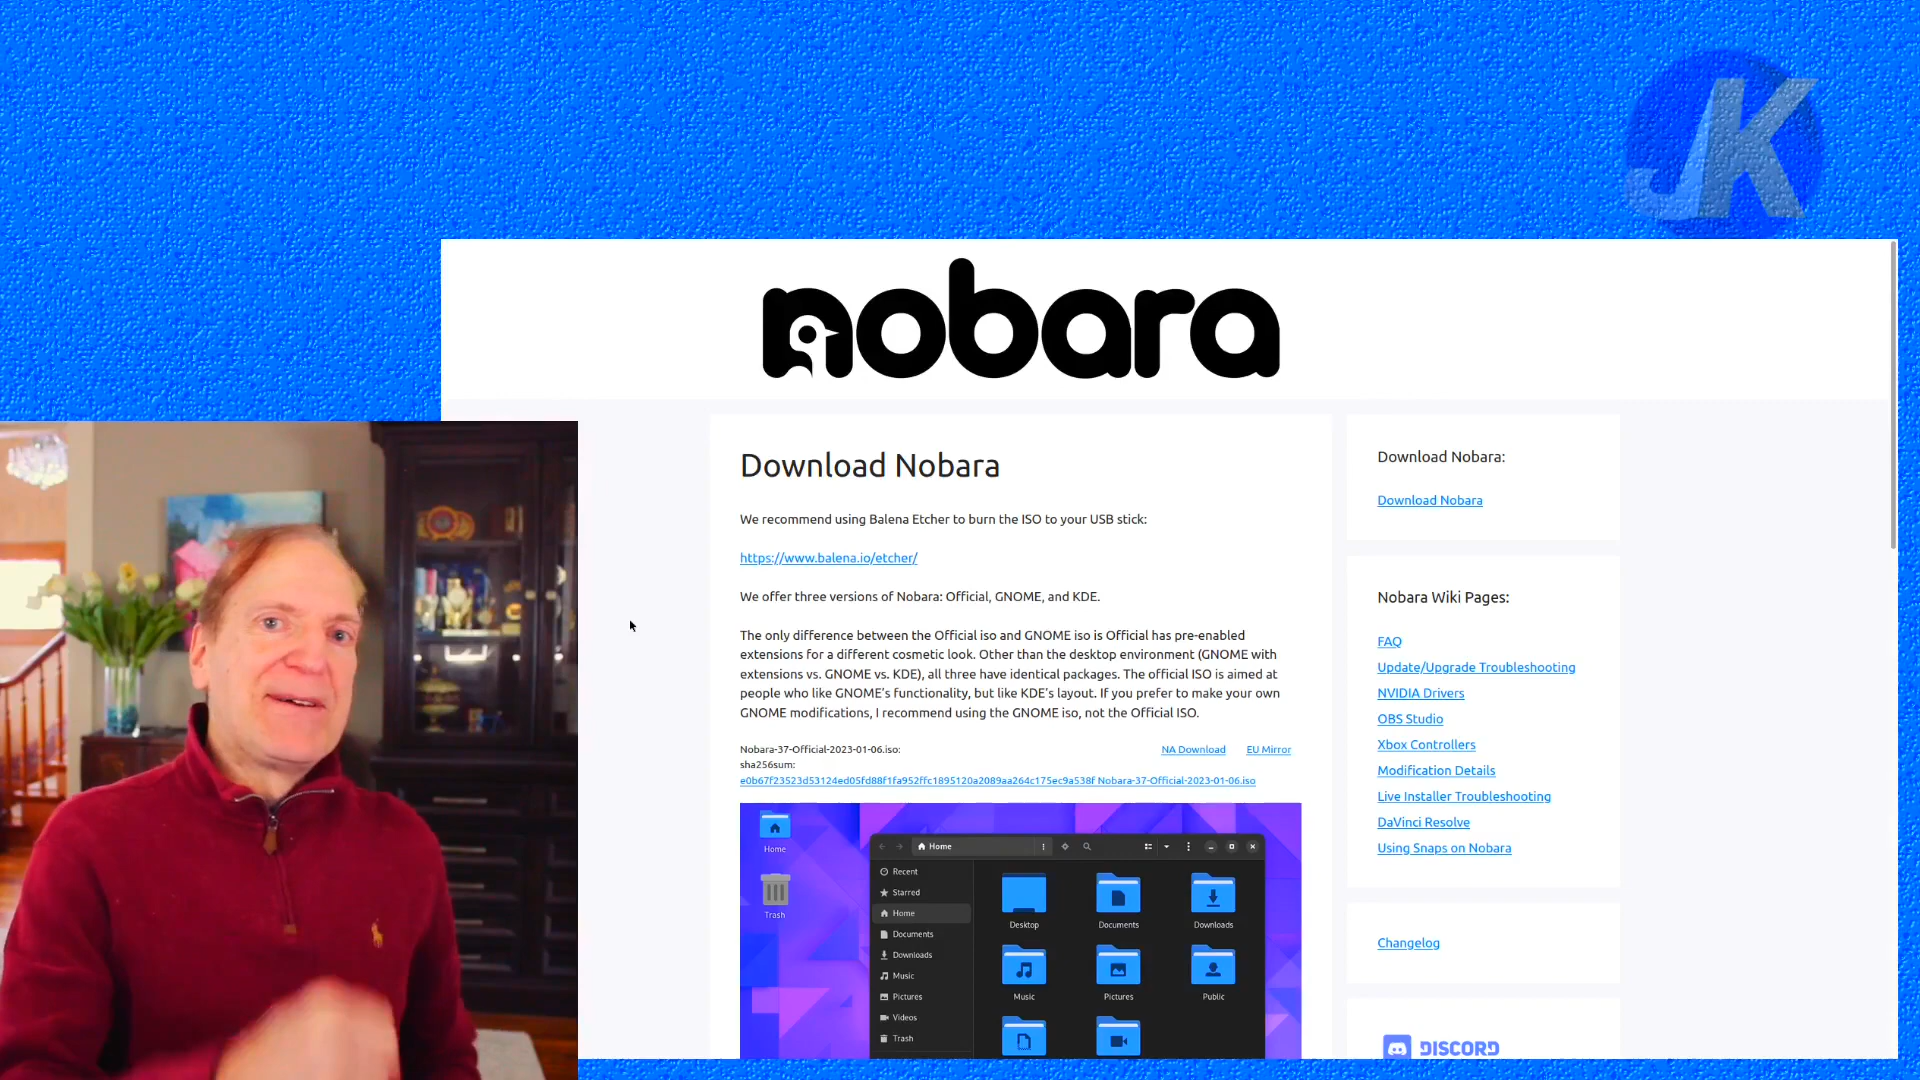 JK
nobara
Download Nobara
We recommend using Balena Etcher to burn the ISO to your USB stick:
https://www.balena.io/etcher/
We offer three versions of Nobara: Official, GNOME, and KDE.
The only difference between the Official iso and GNOME iso is Official has pre-enabled
extensions for a different cosmetic look. Other than the desktop environment (GNOME with
extensions vs. GNOME vs. KDE), all three have identical packages. The official ISO is aimed at
people who like GNOME's functionality, but like KDE's layout. If you prefer to make your own
GNOME modifications, I recommend using the GNOME iso, not the Official ISO.
Nobara-37-Official-2023-01-06.iso: NA Download EU Mirror
sha256sum:
e0b67f23523d53124ed05fd88f1fa952ffc1895120a2089aa264c175ec9a538f Nobara-37-Official-2023-01-06.iso
Home
Trash
Home
Recent
Starred
Home
Documents
Downloads
Music
Pictures
Videos
Trash
Desktop Documents Downloads
Music Pictures Public
Download Nobara:
Download Nobara
Nobara Wiki Pages:
FAQ
Update/Upgrade Troubleshooting
NVIDIA Drivers
OBS Studio
Xbox Controllers
Modification Details
Live Installer Troubleshooting
DaVinci Resolve
Using Snaps on Nobara
Changelog
DISCORD